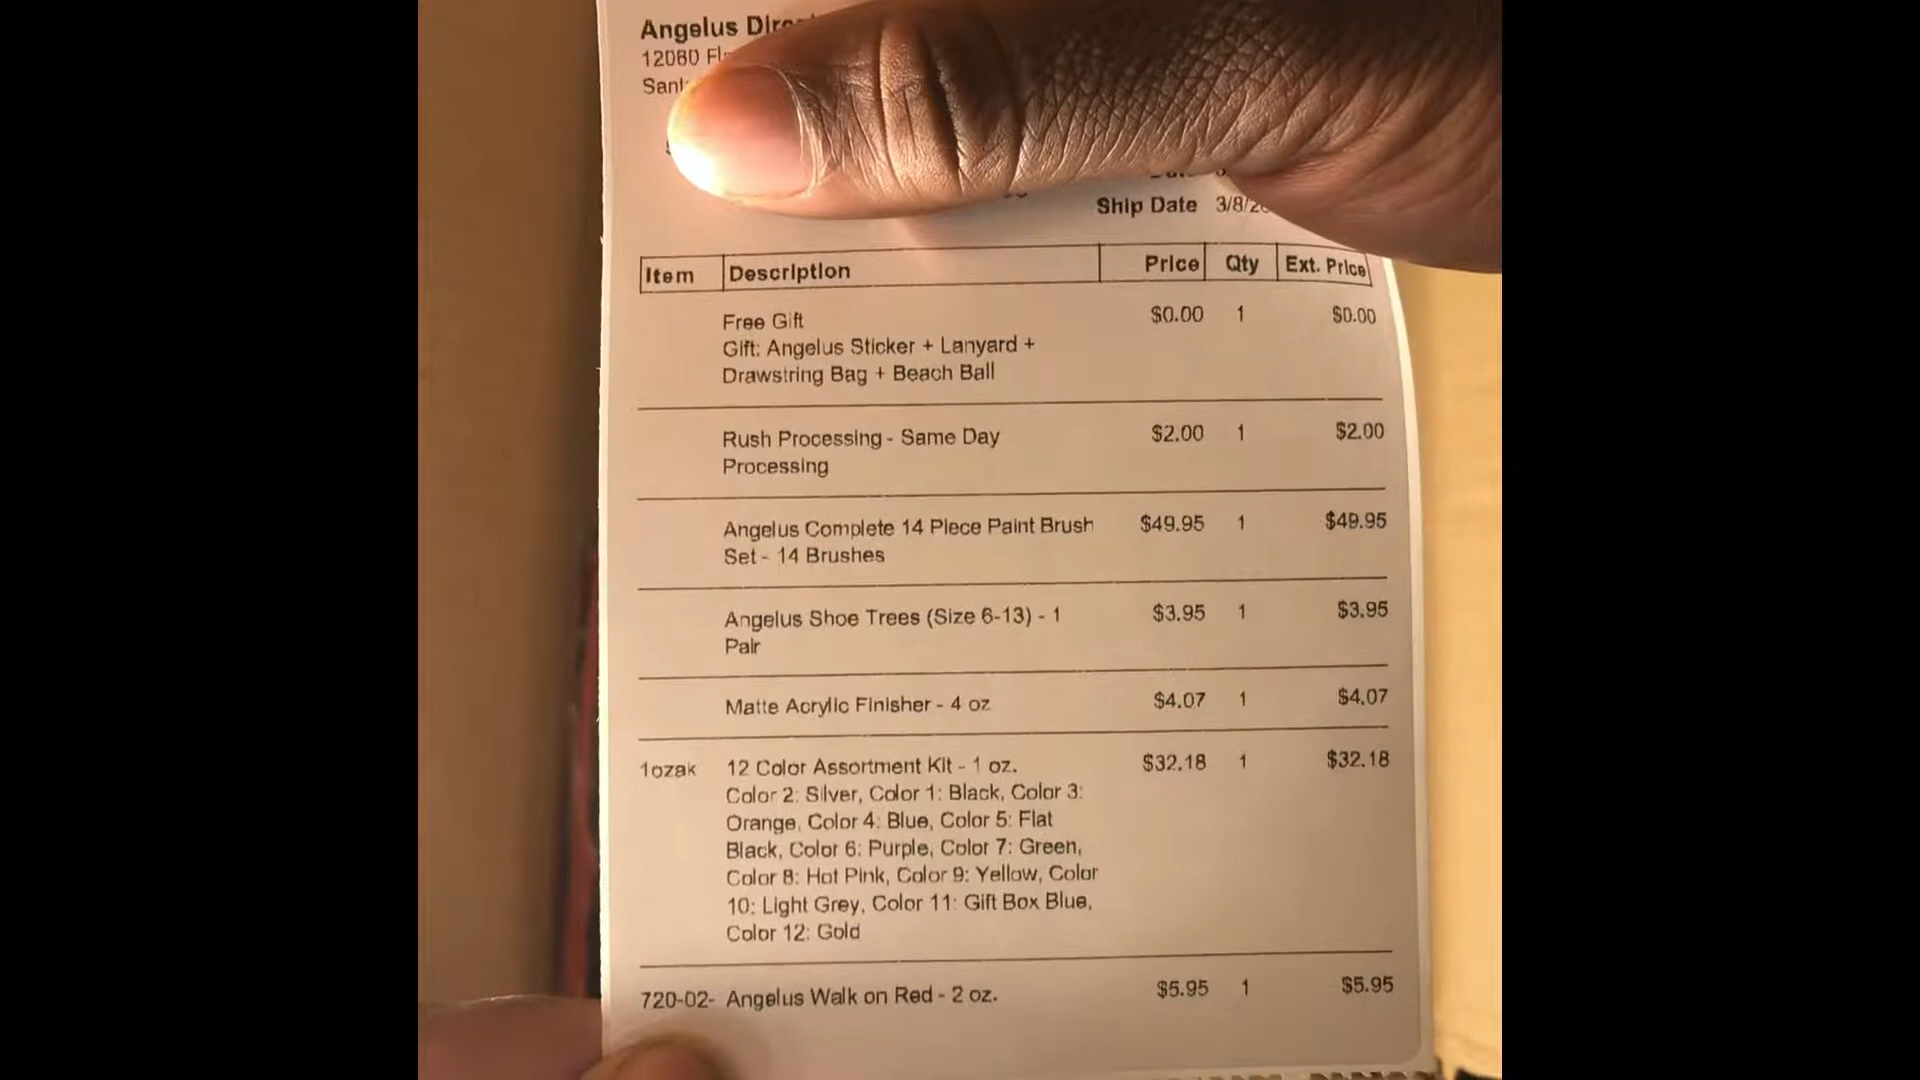 Angelus
12080
Ship Date 3/8/
Item Description Price Qty Ext. Price
Free Gift $0.00 1 $0.00
Gift: Angelus Sticker + Lanyard +
Drawstring Bag + Beach Ball
Rush Processing - Same Day $2.00 1 $2.00
Processing
Angelus Complete 14 Piece Paint Brush $49.95 1 $49.95
Set - 14 Brushes
Angelus Shoe Trees (Size 6-13) - 1 $3.95 1 $3.95
Pair
Matte Acrylic Finisher - 4 oz $4.07 1 $4.07
1ozak 12 Color Assortment Kit - 1 oz. $32.18 1 $32.18
Color 2: Silver, Color 1: Black, Color 3:
Orange, Color 4: Blue, Color 5: Flat
Black, Color 6: Purple, Color 7: Green,
Color 8: Hot Pink, Color 9: Yellow, Color
10: Light Grey, Color 11: Gift Box Blue,
Color 12: Gold
720-02- Angelus Walk on Red - 2 oz. $5.95 1 $5.95